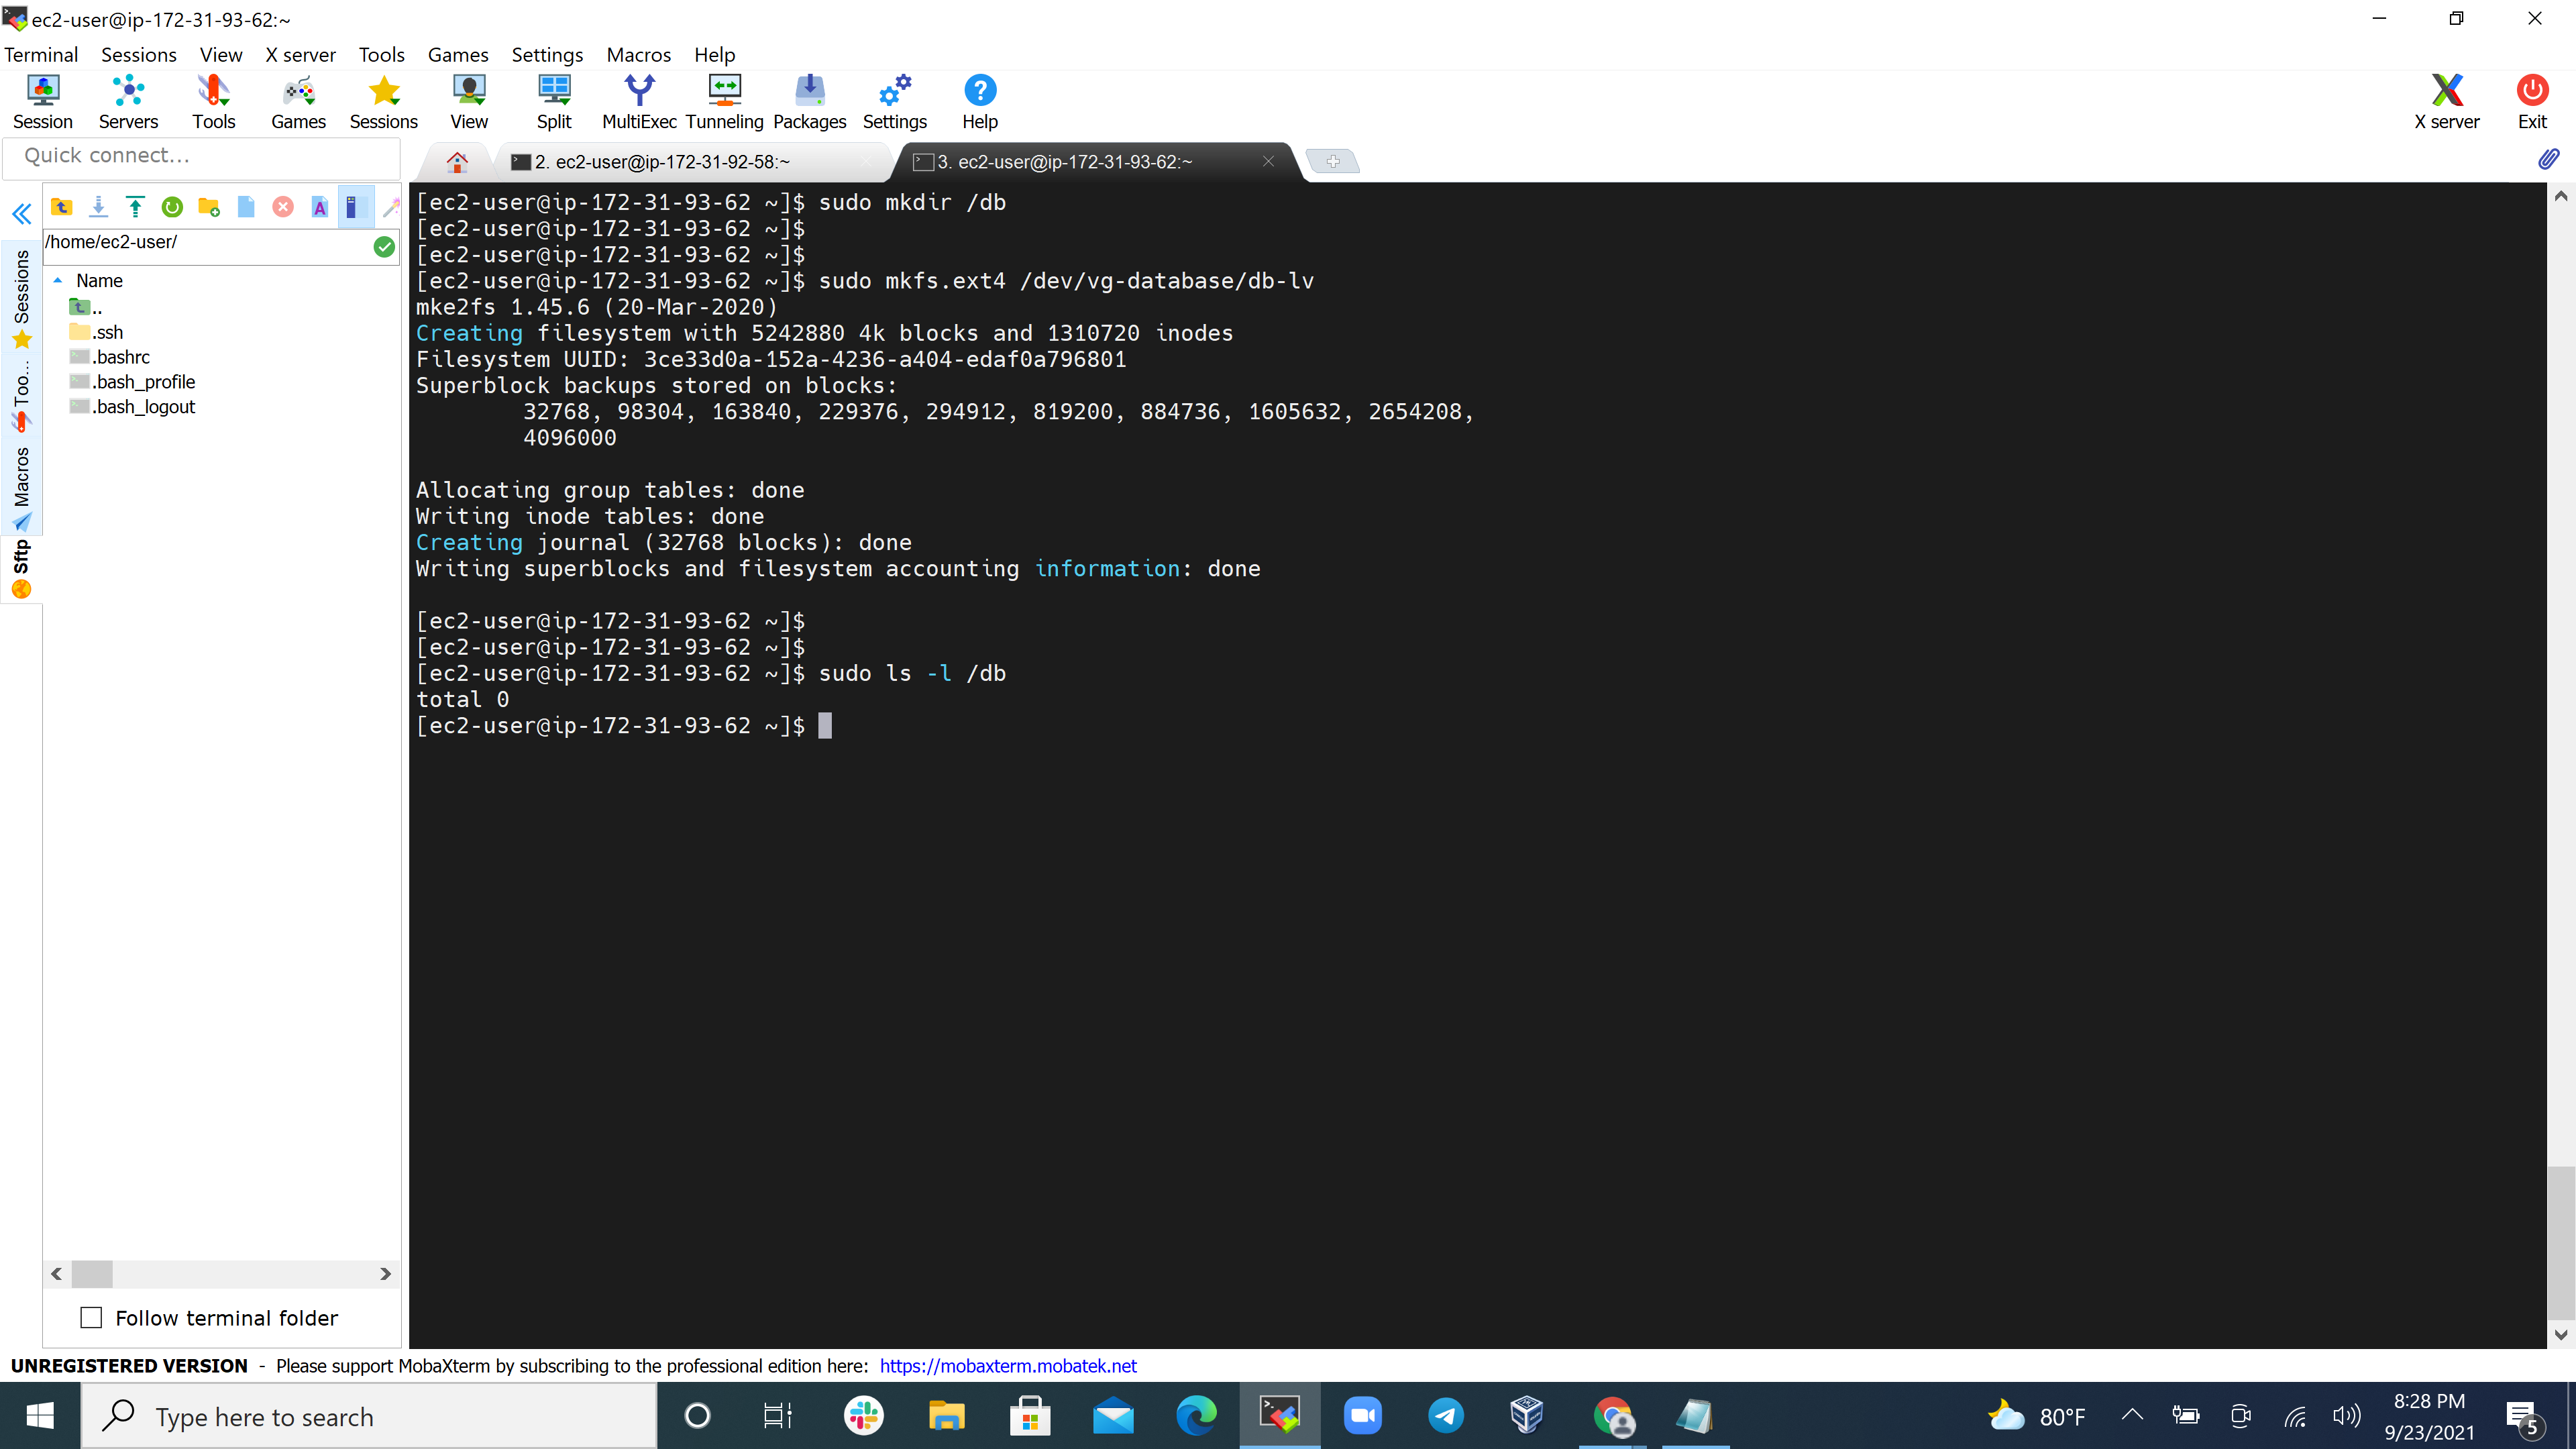 ec2-user@ip-172-31-93-62:~
Terminal Sessions View X server Tools Games Settings Macros Help
Session Servers Tools Games Sessions View Split MultiExec Tunneling Packages Settings Help X server Exit
Quick connect...
2. ec2-user@ip-172-31-92-58:~
3. ec2-user@ip-172-31-93-62:~
/home/ec2-user/
Name
..
.ssh
.bashrc
.bash_profile
.bash_logout
Sessions
Too...
Macros
Sftp
[ec2-user@ip-172-31-93-62 ~]$ sudo mkdir /db
[ec2-user@ip-172-31-93-62 ~]$
[ec2-user@ip-172-31-93-62 ~]$
[ec2-user@ip-172-31-93-62 ~]$ sudo mkfs.ext4 /dev/vg-database/db-lv
mke2fs 1.45.6 (20-Mar-2020)
Creating filesystem with 5242880 4k blocks and 1310720 inodes
Filesystem UUID: 3ce33d0a-152a-4236-a404-edaf0a796801
Superblock backups stored on blocks:
32768, 98304, 163840, 229376, 294912, 819200, 884736, 1605632, 2654208,
4096000
Allocating group tables: done
Writing inode tables: done
Creating journal (32768 blocks): done
Writing superblocks and filesystem accounting information: done
[ec2-user@ip-172-31-93-62 ~]$
[ec2-user@ip-172-31-93-62 ~]$
[ec2-user@ip-172-31-93-62 ~]$ sudo ls -l /db
total 0
[ec2-user@ip-172-31-93-62 ~]$
Follow terminal folder
UNREGISTERED VERSION - Please support MobaXterm by subscribing to the professional edition here: https://mobaxterm.mobatek.net
Type here to search
80°F
8:28 PM
9/23/2021
5